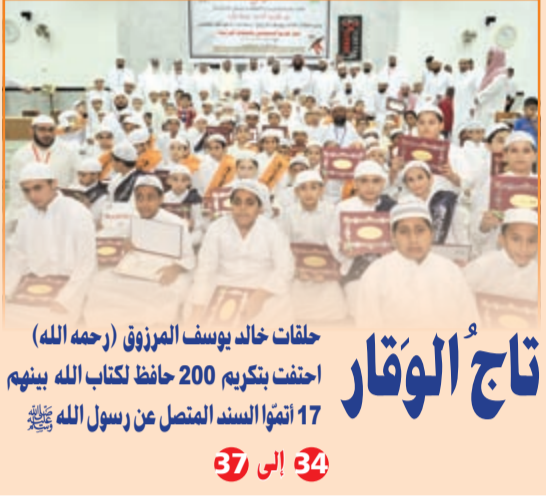 تاجُ الوَقار
حلقات خالد يوسف المرزوق (رحمه الله)
احتفت بتكريم 200 حافظ لكتاب الله بينهم
17 أتمّوا السند المتصل عن رسول الله ﷺ
34 إلى 37